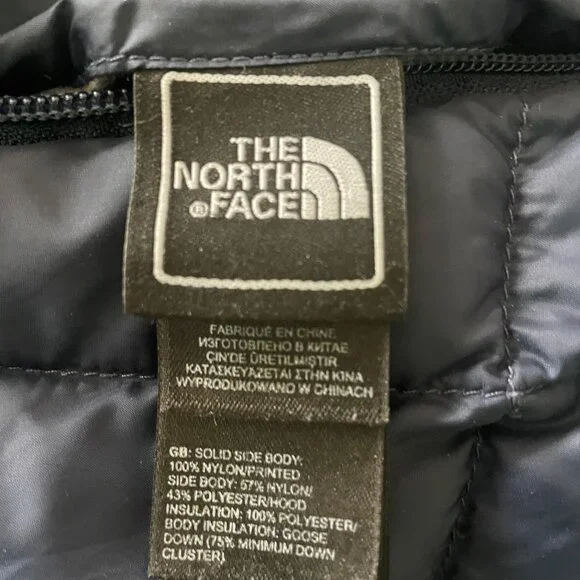 THE
NORTH
® FACE
FABRIQUÉ EN CHINE
ИЗГОТОВЛЕНО В КИТАЕ
ÇİN'DE ÜRETİLMİŞTİR
ΚΑΤΑΣΚΕΥΑΖΕΤΑΙ ΣΤΗΝ ΚΙΝΑ
WYPRODUKOWANO W CHINACH
GB: SOLID SIDE BODY:
100% NYLON/PRINTED
SIDE BODY: 57% NYLON/
43% POLYESTER/HOOD
INSULATION: 100% POLYESTER/
BODY INSULATION: GOOSE
DOWN (75% MINIMUM DOWN
CLUSTER)